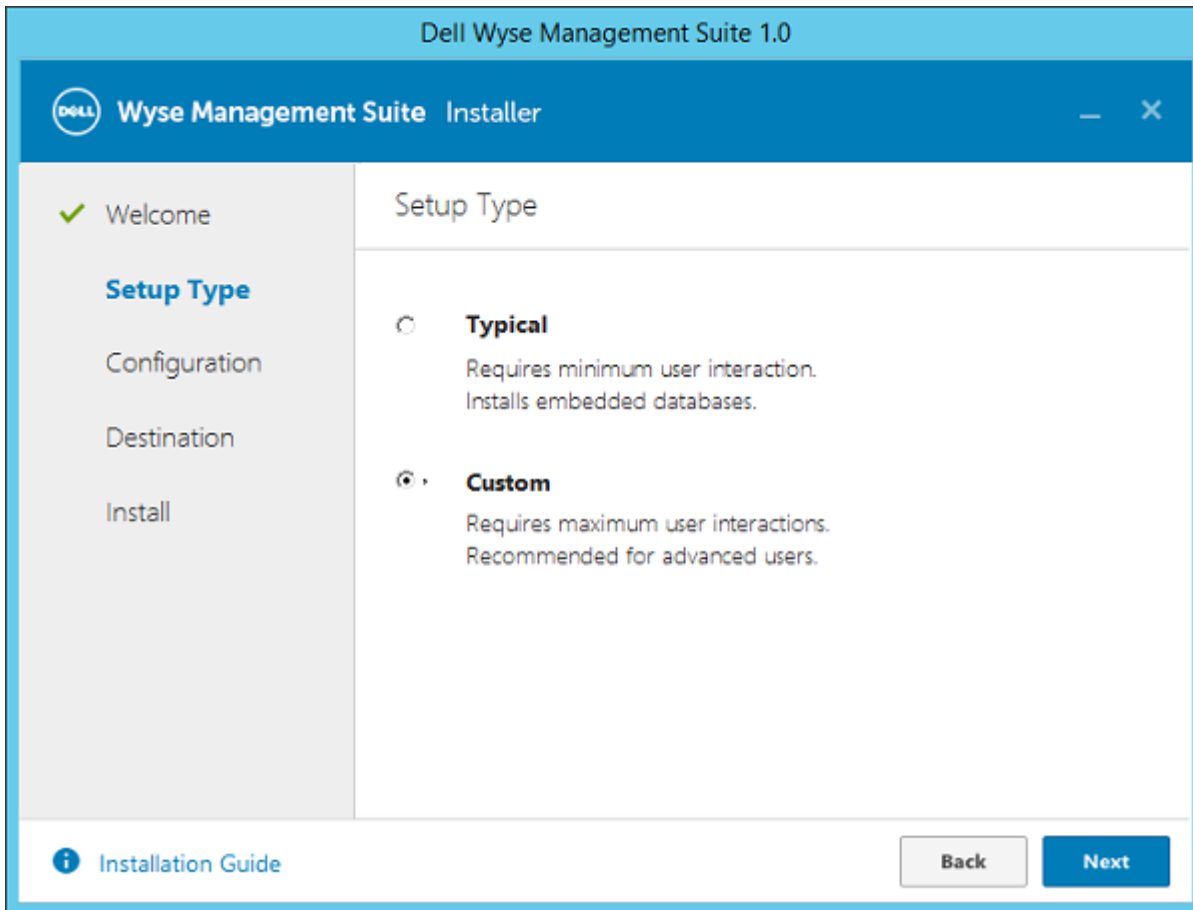 Dell Wyse Management Suite 1.0
DELL Wyse Management Suite Installer
Welcome
Setup Type
Configuration
Destination
Install
Setup Type
Typical
Requires minimum user interaction.
Installs embedded databases.
Custom
Requires maximum user interactions.
Recommended for advanced users.
Installation Guide
Back
Next